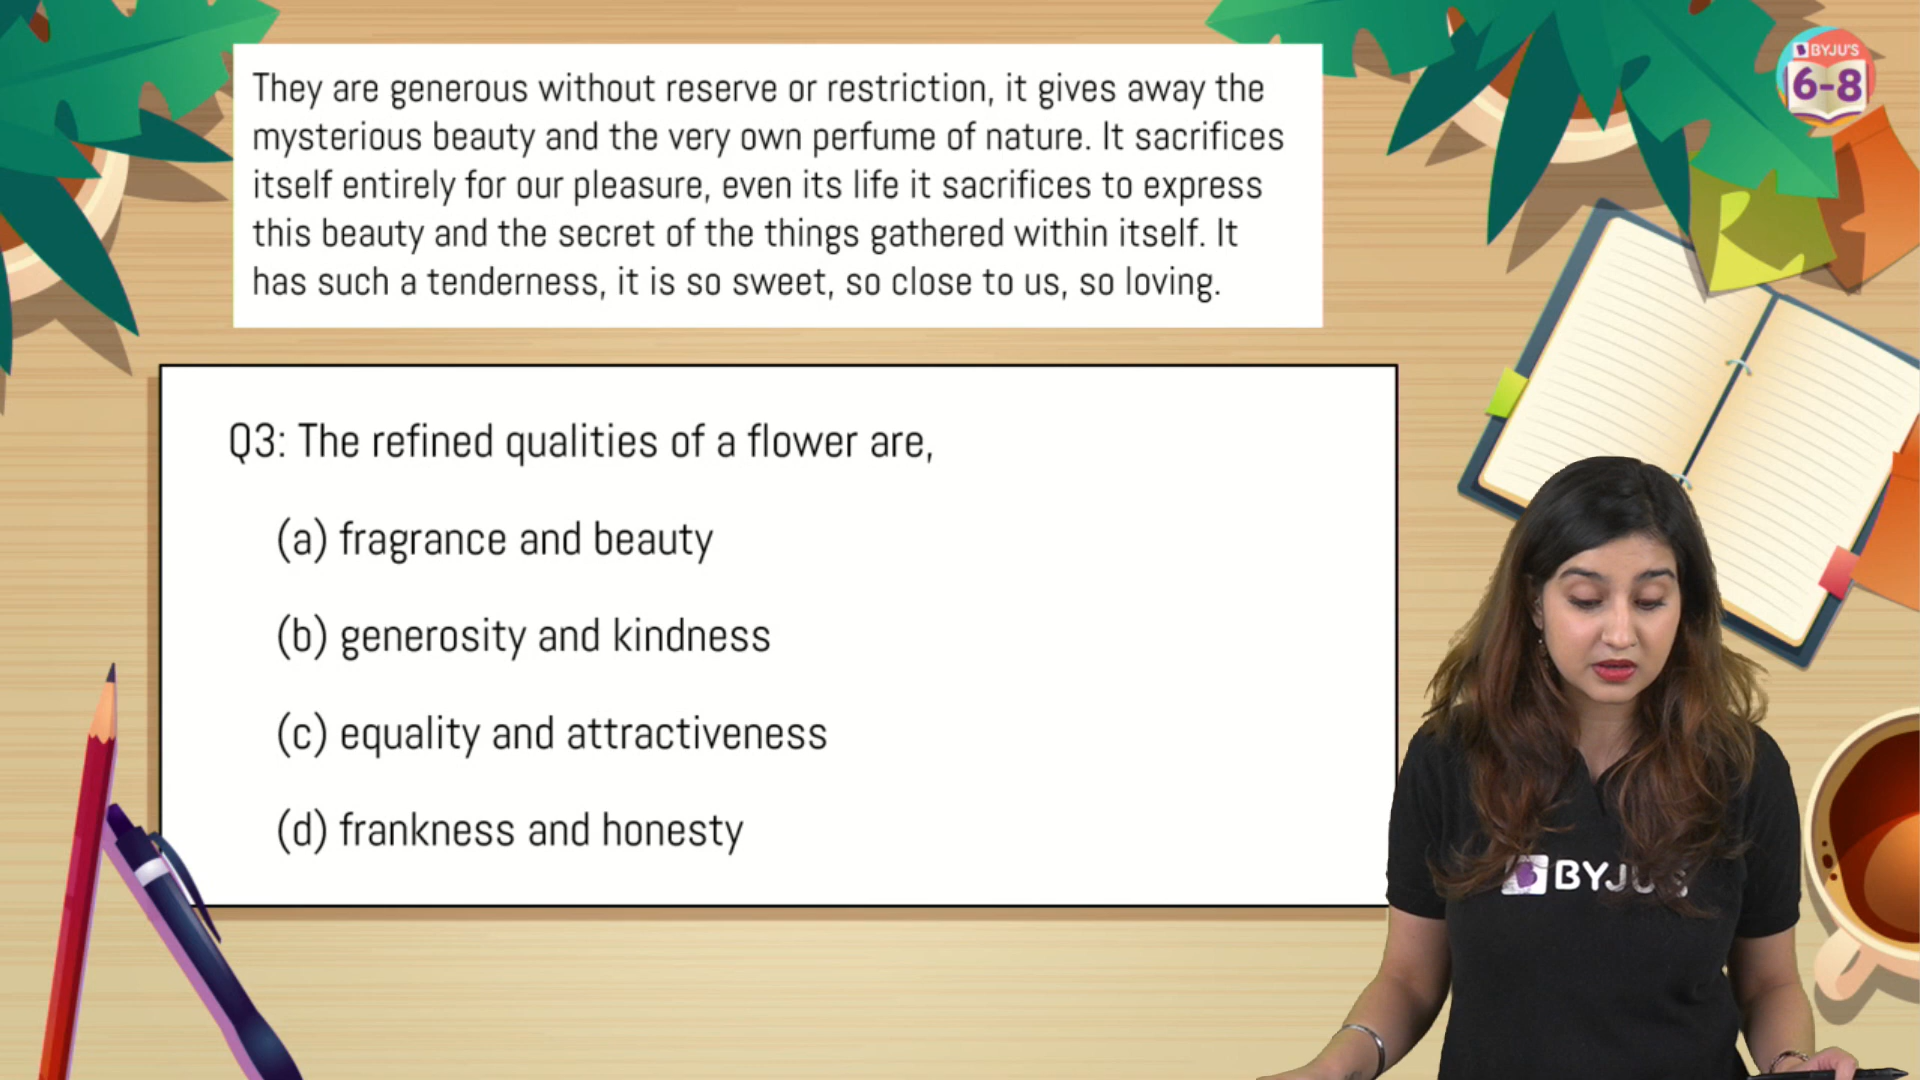 They are generous without reserve or restriction, it gives away the
mysterious beauty and the very own perfume of nature. It sacrifices
itself entirely for our pleasure, even its life it sacrifices to express
this beauty and the secret of the things gathered within itself. It
has such a tenderness, it is so sweet, so close to us, so loving.
BYJU'S
6-8
Q3: The refined qualities of a flower are,
(a) fragrance and beauty
(b) generosity and kindness
(c) equality and attractiveness
(d) frankness and honesty
BYJU'S